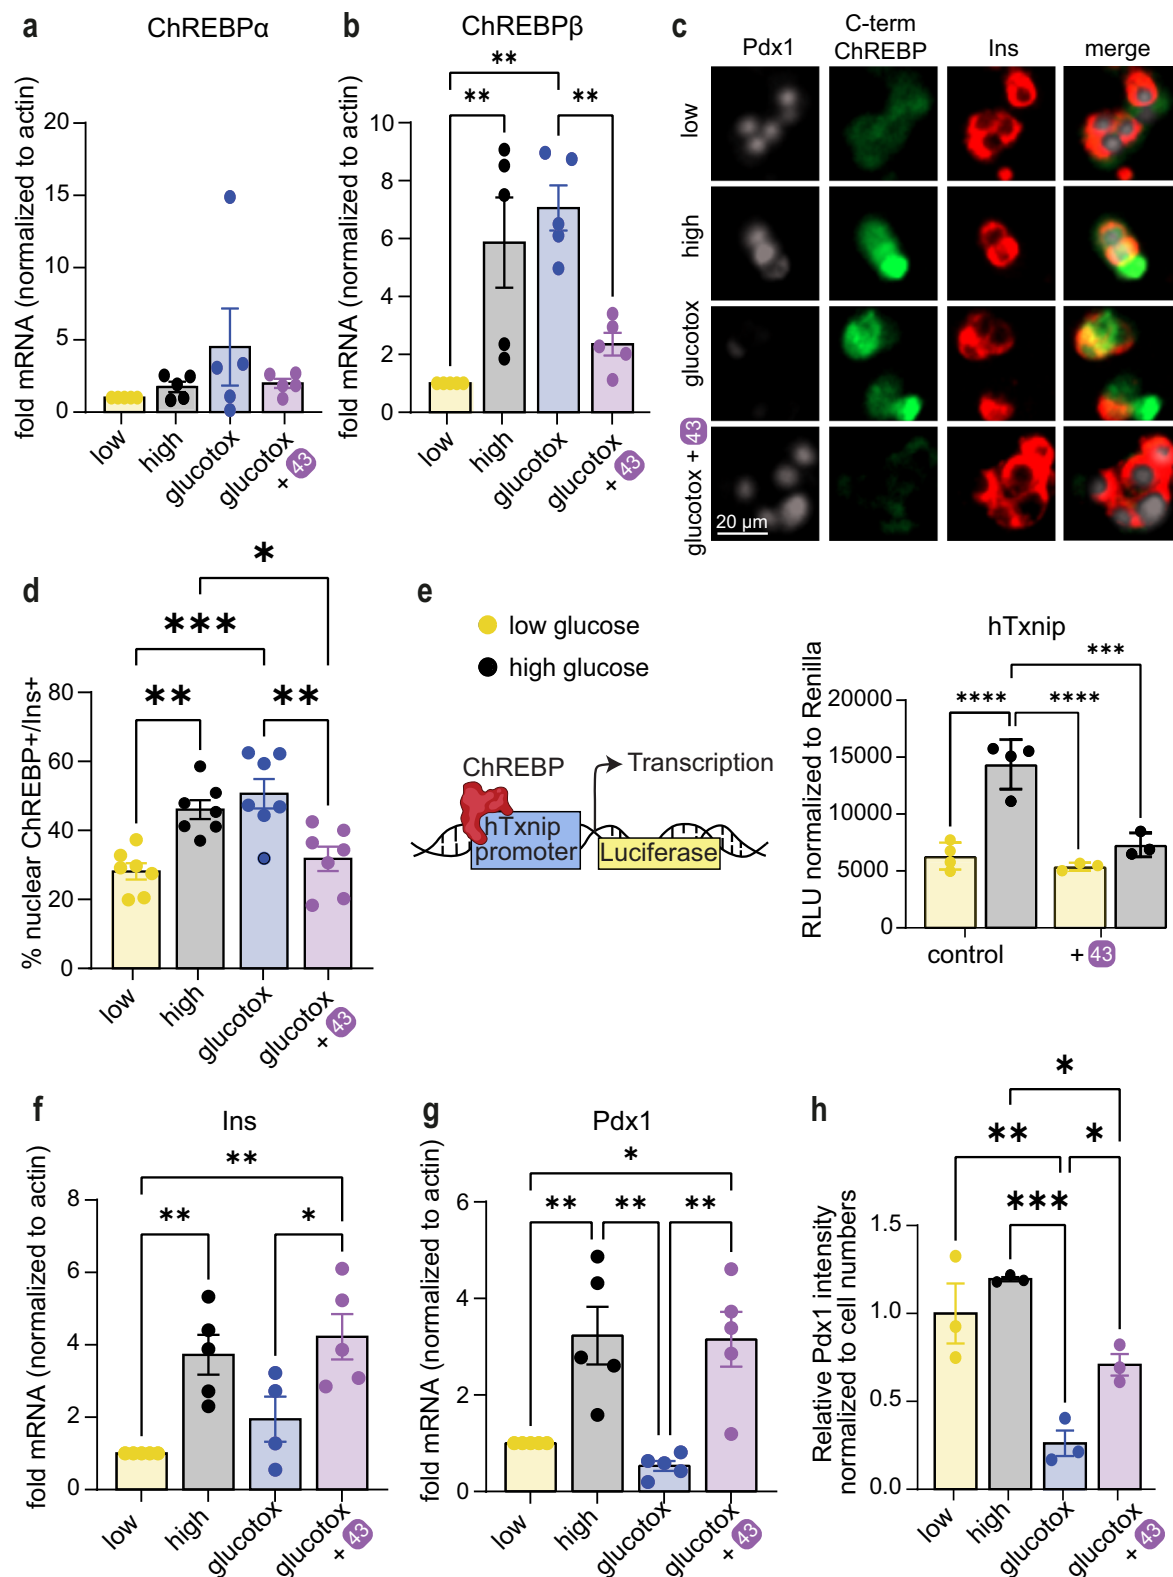 a
ChREBPα
fold mRNA (normalized to actin)
20
15
10
5
0
low
high
glucotox
glucotox
+ 43
b
ChREBPβ
fold mRNA (normalized to actin)
10
8
6
4
2
0
**
**
**
low
high
glucotox
glucotox
+ 43
c
Pdx1
C-term
ChREBP
Ins
merge
low
high
glucotox
glucotox + 43
20 µm
d
% nuclear ChREBP+/Ins+
80
60
40
20
0
*
***
**
**
low
high
glucotox
glucotox
+ 43
e
low glucose
high glucose
ChREBP
Transcription
hTxnip
promoter
Luciferase
hTxnip
RLU normalized to Renilla
20000
15000
10000
5000
0
***
****
****
control
+ 43
f
Ins
fold mRNA (normalized to actin)
8
6
4
2
0
**
**
*
low
high
glucotox
glucotox
+ 43
g
Pdx1
fold mRNA (normalized to actin)
6
4
2
0
*
**
**
**
low
high
glucotox
glucotox
+ 43
h
Relative Pdx1 intensity
normalized to cell numbers
1.5
1.0
0.5
0.0
*
**
*
***
low
high
glucotox
glucotox
+ 43